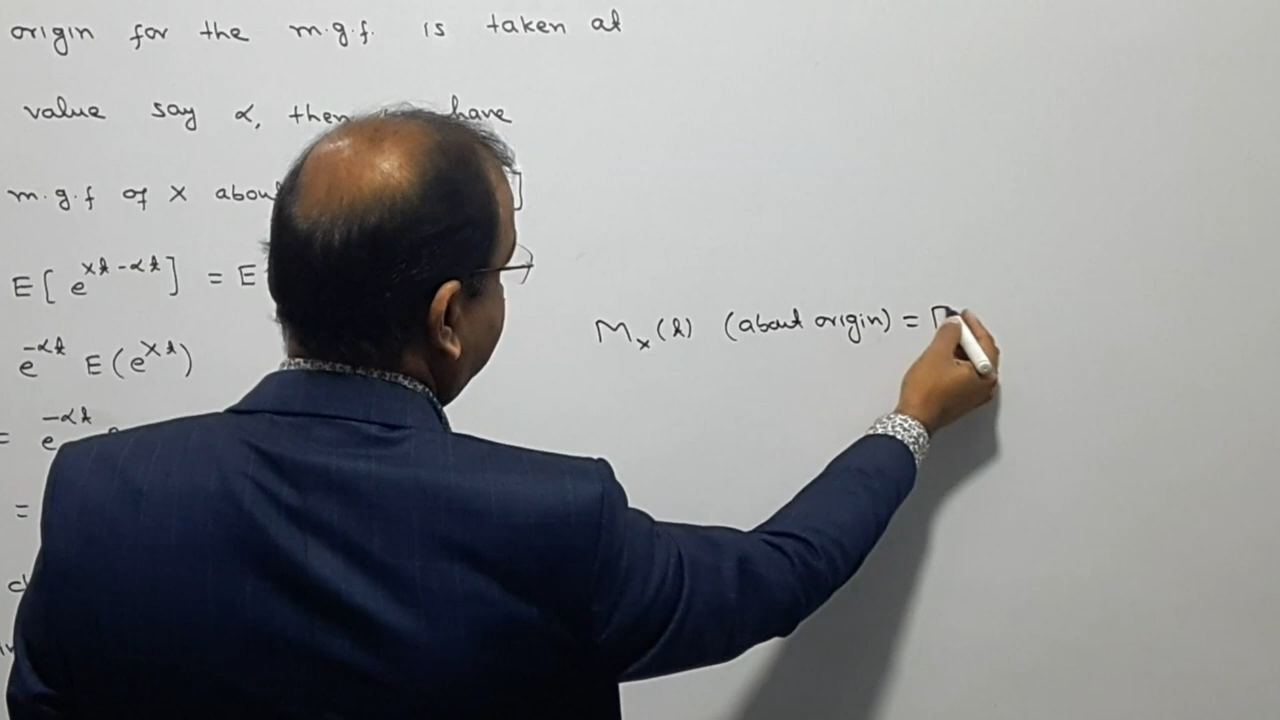 origin for the m.g.f. is taken at
value say α, then have
m.g.f of X about ]
E[ e^{Xt-αt} ] = E
e^{-αt} E(e^{Xt})
= e^{-αt}
=
M_X(t) (about origin) =